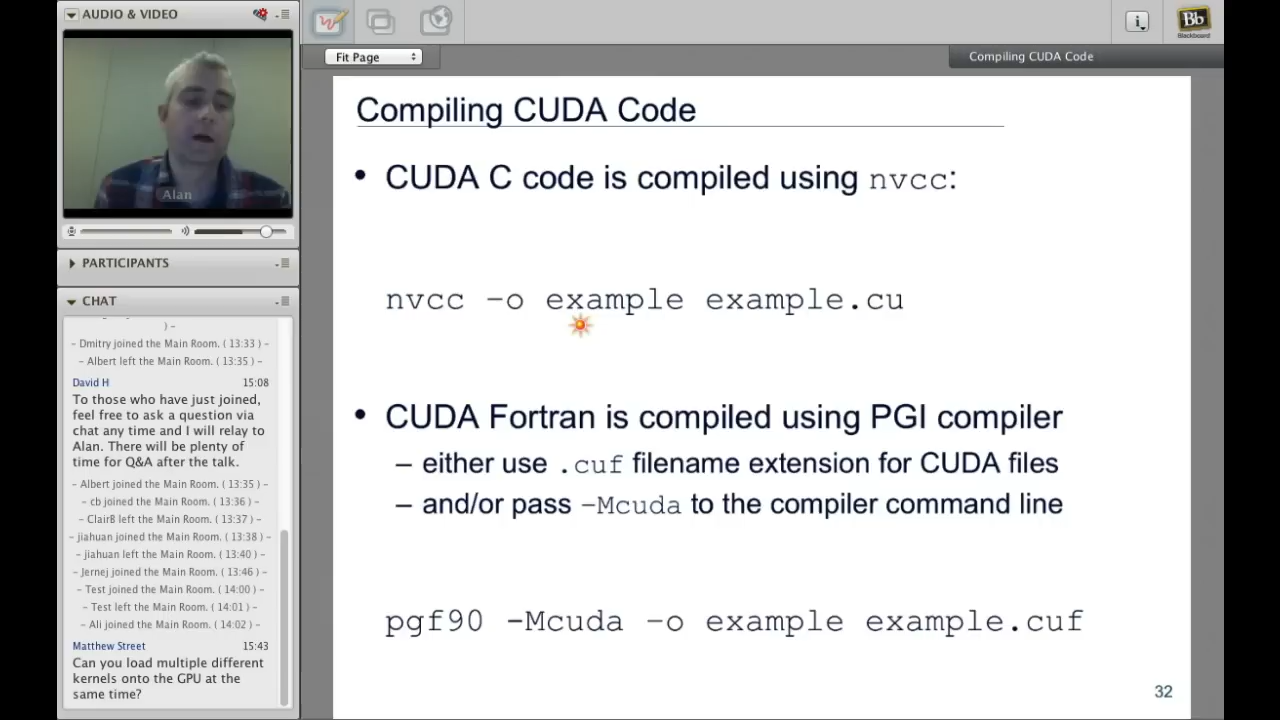 AUDIO & VIDEO
Alan
PARTICIPANTS
CHAT
) –
– Dmitry joined the Main Room. ( 13:33 ) –
– Albert left the Main Room. ( 13:35 ) –
David H 15:08
To those who have just joined,
feel free to ask a question via
chat any time and I will relay to
Alan. There will be plenty of
time for Q&A after the talk.
– Albert joined the Main Room. ( 13:35 ) –
– cb joined the Main Room. ( 13:36 ) –
– ClairB left the Main Room. ( 13:37 ) –
– jiahuan joined the Main Room. ( 13:38 ) –
– jiahuan left the Main Room. ( 13:40 ) –
– Jernej joined the Main Room. ( 13:46 ) –
– Test joined the Main Room. ( 14:00 ) –
– Test left the Main Room. ( 14:01 ) –
– Ali joined the Main Room. ( 14:02 ) –
Matthew Street 15:43
Can you load multiple different
kernels onto the GPU at the
same time?
Bb
Blackboard
Fit Page
Compiling CUDA Code
Compiling CUDA Code
• CUDA C code is compiled using nvcc:
nvcc –o example example.cu
• CUDA Fortran is compiled using PGI compiler
– either use .cuf filename extension for CUDA files
– and/or pass –Mcuda to the compiler command line
pgf90 -Mcuda –o example example.cuf
32